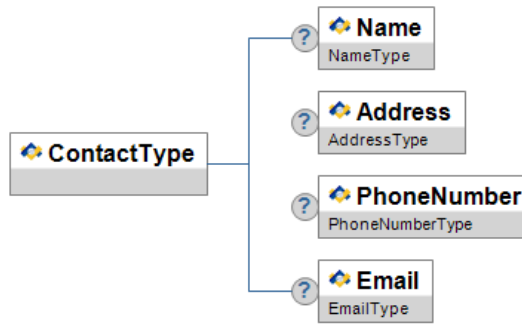 ? Name
NameType
? Address
AddressType
ContactType
? PhoneNumber
PhoneNumberType
? Email
EmailType